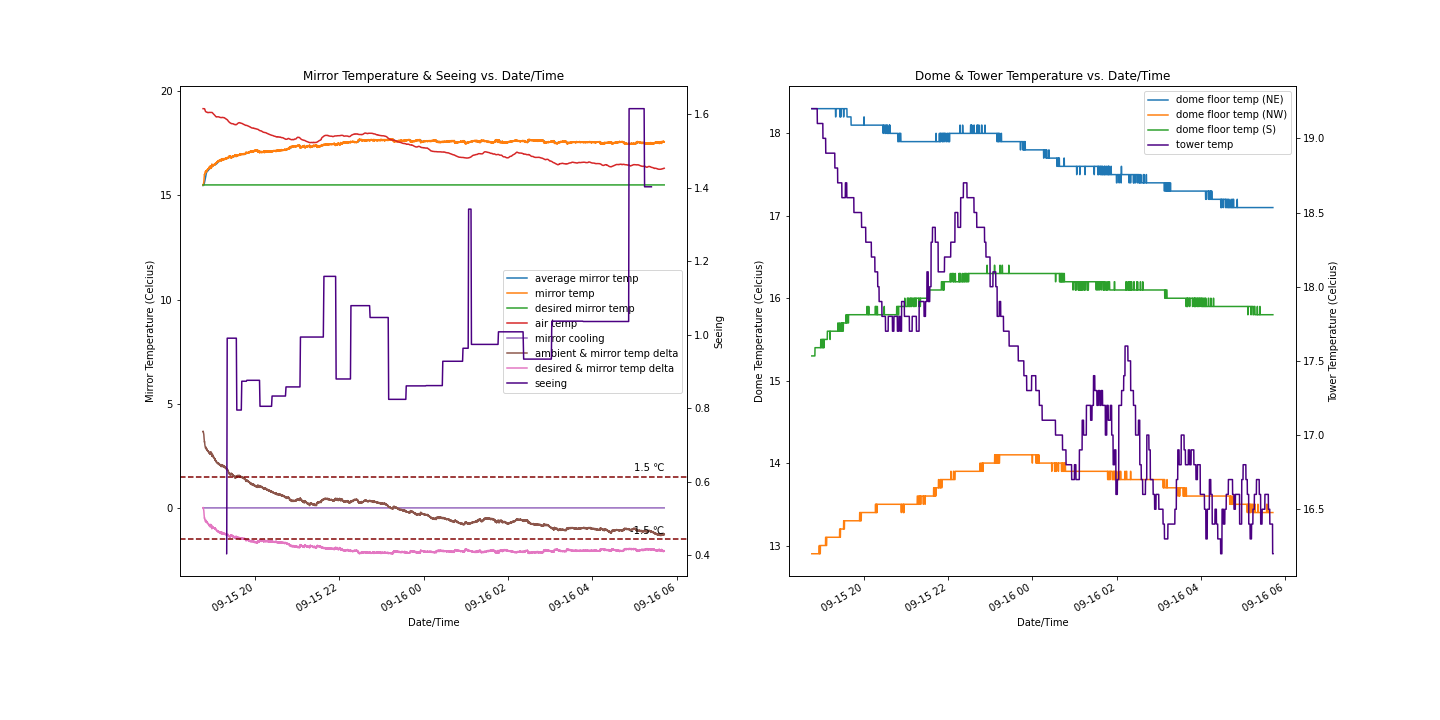 Mirror Temperature & Seeing vs. Date/Time
20
15
10
5
0
Mirror Temperature (Celcius)
1.6
1.4
1.2
1.0
0.8
0.6
0.4
Seeing
average mirror temp
mirror temp
desired mirror temp
air temp
mirror cooling
ambient & mirror temp delta
desired & mirror temp delta
seeing
1.5 °C
-1.5 °C
09-15 20
09-15 22
09-16 00
09-16 02
09-16 04
09-16 06
Date/Time
Dome & Tower Temperature vs. Date/Time
18
17
16
15
14
13
Dome Temperature (Celcius)
dome floor temp (NE)
dome floor temp (NW)
dome floor temp (S)
tower temp
19.0
18.5
18.0
17.5
17.0
16.5
Tower Temperature (Celcius)
09-15 20
09-15 22
09-16 00
09-16 02
09-16 04
09-16 06
Date/Time